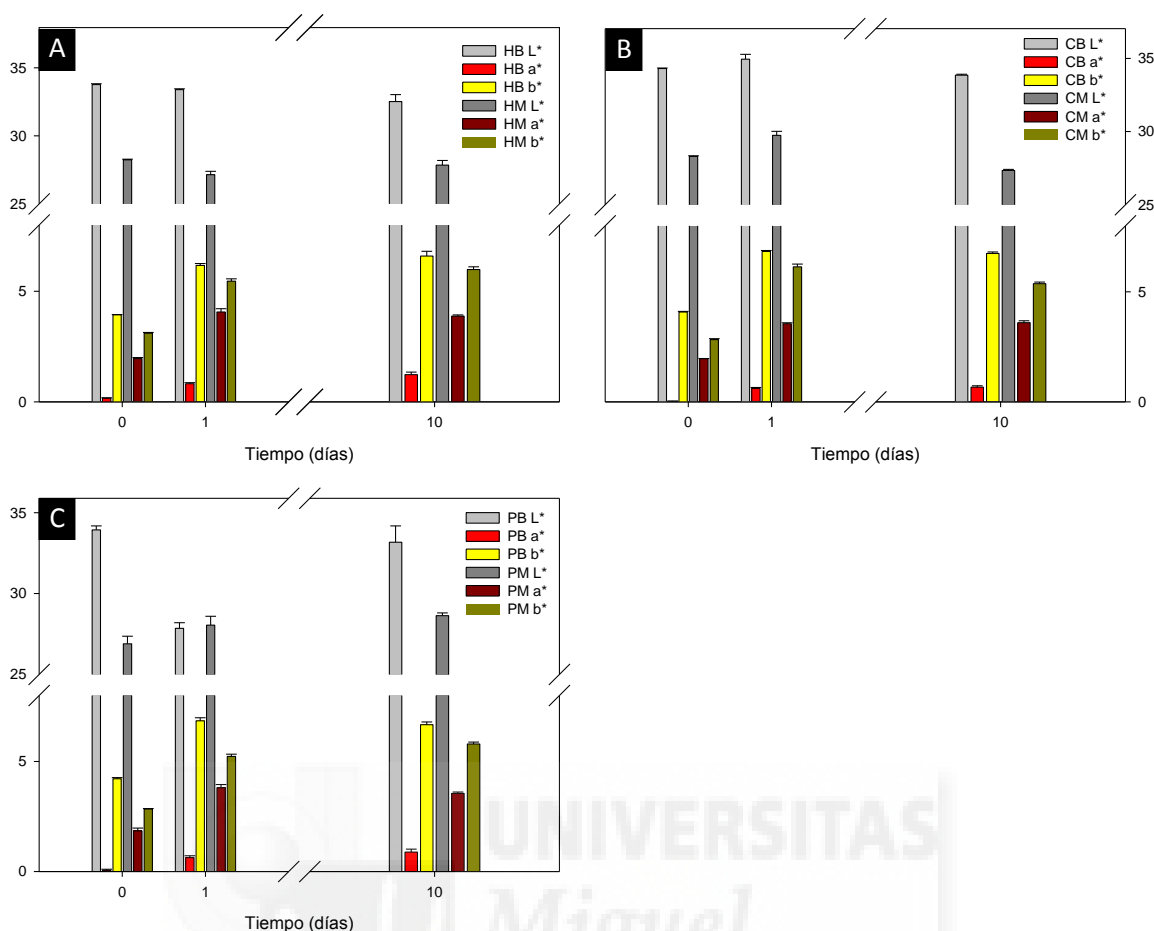 A
35
30
25
5
0
HB L*
HB a*
HB b*
HM L*
HM a*
HM b*
0 1 10
Tiempo (días)
B
CB L*
CB a*
CB b*
CM L*
CM a*
CM b*
35
30
25
5
0
0 1 10
Tiempo (días)
C
35
30
25
5
0
PB L*
PB a*
PB b*
PM L*
PM a*
PM b*
0 1 10
Tiempo (días)
UNIVERSITAS
Miguel